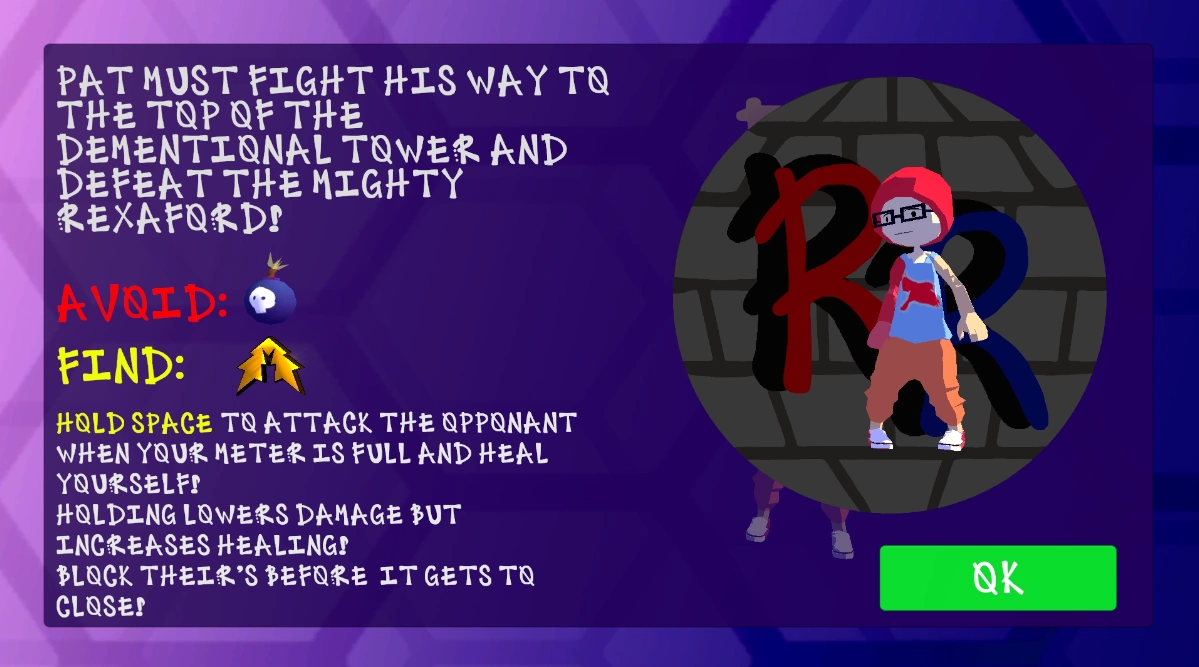 PAT MUST FIGHT HIS WAY TO
THE TOP OF THE
DEMENTIONAL TOWER AND
DEFEAT THE MIGHTY
REXAFORD!
AVOID:
FIND:
HOLD SPACE TO ATTACK THE OPPONANT
WHEN YOUR METER IS FULL AND HEAL
YOURSELF!
HOLDING LOWERS DAMAGE BUT
INCREASES HEALING!
BLOCK THEIR'S BEFORE IT GETS TO
CLOSE!
RR
OK